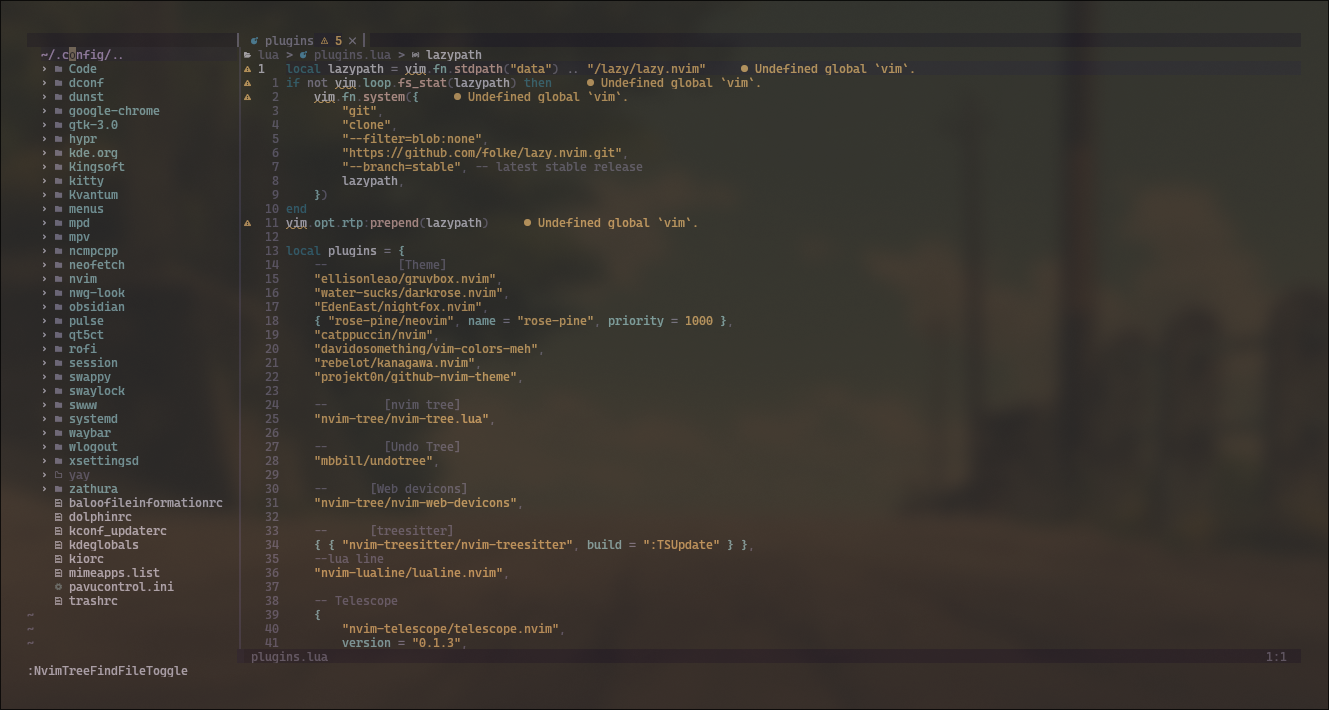 plugins 5
~/.config/..
Code
dconf
dunst
google-chrome
gtk-3.0
hypr
kde.org
Kingsoft
kitty
Kvantum
menus
mpd
mpv
ncmpcpp
neofetch
nvim
nwg-look
obsidian
pulse
qt5ct
rofi
session
swappy
swaylock
swww
systemd
waybar
wlogout
xsettingsd
yay
zathura
baloofileinformationrc
dolphinrc
kconf_updaterc
kdeglobals
kiorc
mimeapps.list
pavucontrol.ini
trashrc
~
~
~
lua > plugins.lua > lazypath
1 local lazypath = vim.fn.stdpath("data") .. "/lazy/lazy.nvim" ● Undefined global `vim`.
1 if not vim.loop.fs_stat(lazypath) then ● Undefined global `vim`.
2 vim.fn.system({ ● Undefined global `vim`.
3 "git",
4 "clone",
5 "--filter=blob:none",
6 "https://github.com/folke/lazy.nvim.git",
7 "--branch=stable", -- latest stable release
8 lazypath,
9 })
10 end
11 vim.opt.rtp:prepend(lazypath) ● Undefined global `vim`.
12
13 local plugins = {
14 -- [Theme]
15 "ellisonleao/gruvbox.nvim",
16 "water-sucks/darkrose.nvim",
17 "EdenEast/nightfox.nvim",
18 { "rose-pine/neovim", name = "rose-pine", priority = 1000 },
19 "catppuccin/nvim",
20 "davidosomething/vim-colors-meh",
21 "rebelot/kanagawa.nvim",
22 "projekt0n/github-nvim-theme",
23
24 -- [nvim tree]
25 "nvim-tree/nvim-tree.lua",
26
27 -- [Undo Tree]
28 "mbbill/undotree",
29
30 -- [Web devicons]
31 "nvim-tree/nvim-web-devicons",
32
33 -- [treesitter]
34 { { "nvim-treesitter/nvim-treesitter", build = ":TSUpdate" } },
35 --lua line
36 "nvim-lualine/lualine.nvim",
37
38 -- Telescope
39 {
40 "nvim-telescope/telescope.nvim",
41 version = "0.1.3",
plugins.lua 1:1
:NvimTreeFindFileToggle